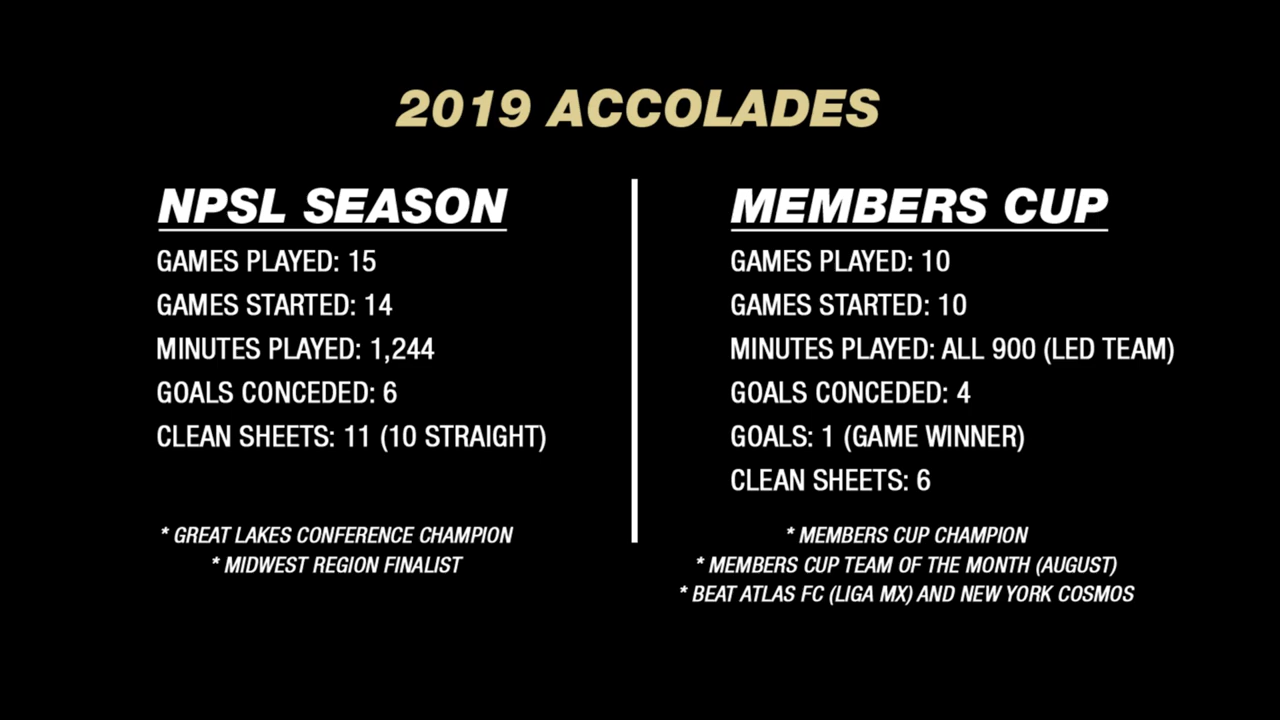 2019 ACCOLADES
NPSL SEASON
GAMES PLAYED: 15
GAMES STARTED: 14
MINUTES PLAYED: 1,244
GOALS CONCEDED: 6
CLEAN SHEETS: 11 (10 STRAIGHT)
* GREAT LAKES CONFERENCE CHAMPION
* MIDWEST REGION FINALIST
MEMBERS CUP
GAMES PLAYED: 10
GAMES STARTED: 10
MINUTES PLAYED: ALL 900 (LED TEAM)
GOALS CONCEDED: 4
GOALS: 1 (GAME WINNER)
CLEAN SHEETS: 6
* MEMBERS CUP CHAMPION
* MEMBERS CUP TEAM OF THE MONTH (AUGUST)
* BEAT ATLAS FC (LIGA MX) AND NEW YORK COSMOS